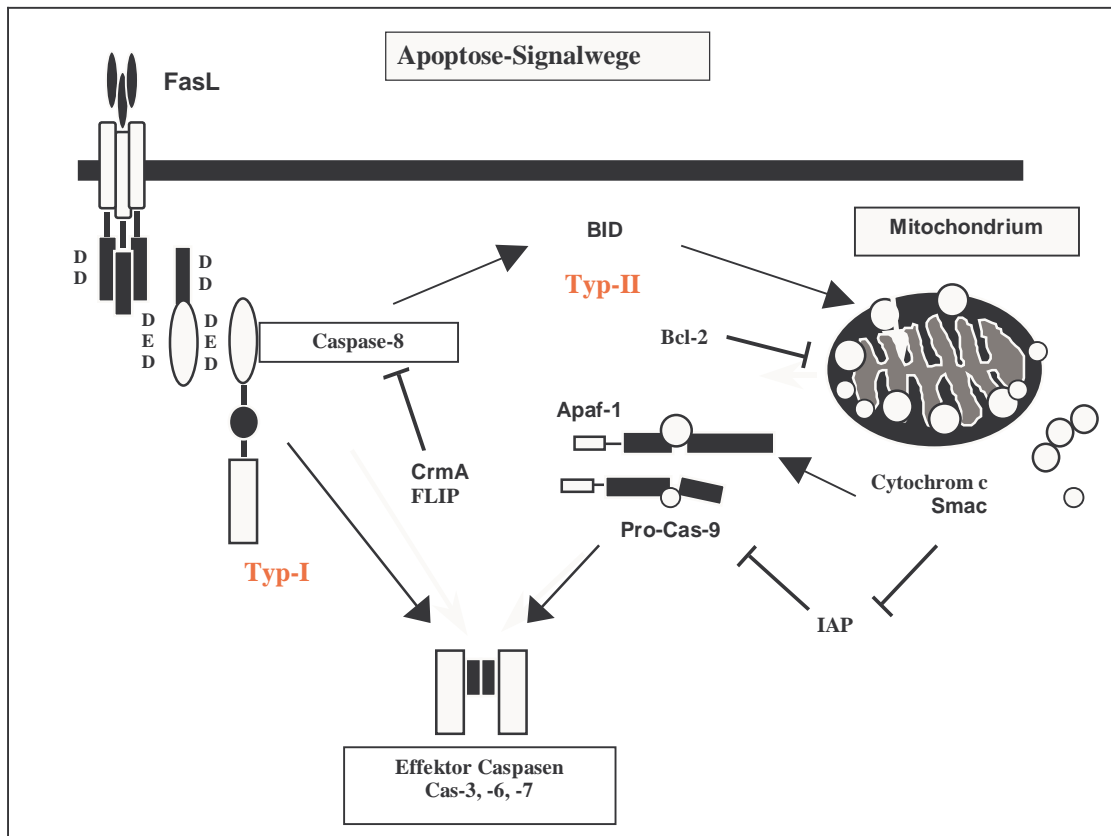 Apoptose-Signalwege
FasL
Mitochondrium
BID
Typ-II
D
D
D
D
D
E
D
D
E
D
Caspase-8
Bcl-2
Apaf-1
CrmA
FLIP
Cytochrom c
Smac
Pro-Cas-9
Typ-I
IAP
Effektor Caspasen
Cas-3, -6, -7